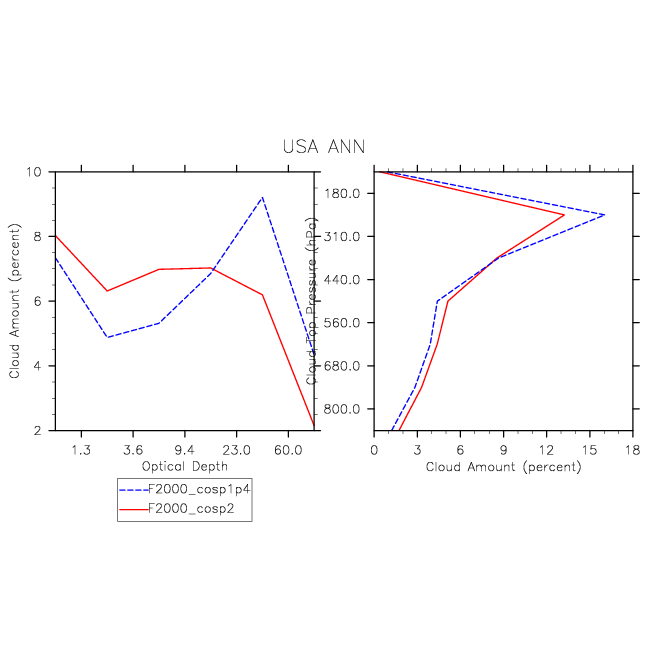 USA ANN
Cloud Amount (percent)
10
8
6
4
2
1.3 3.6 9.4 23.0 60.0
Optical Depth
Cloud Top Pressure (hPa)
180.0
310.0
440.0
560.0
680.0
800.0
0 3 6 9 12 15 18
Cloud Amount (percent)
F2000_cosp1p4
F2000_cosp2